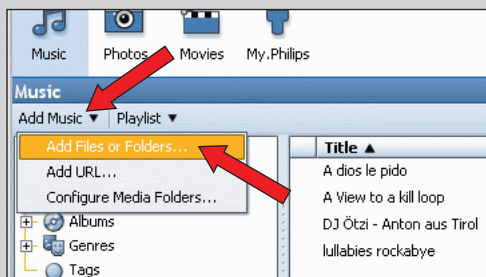 Music Photos Movies My.Philips
Music
Add Music ▼ Playlist ▼
Add Files or Folders...
Add URL...
Configure Media Folders...
Albums
Genres
Tags
Title ▲
A dios le pido
A View to a kill loop
DJ Ötzi - Anton aus Tirol
lullabies rockabye